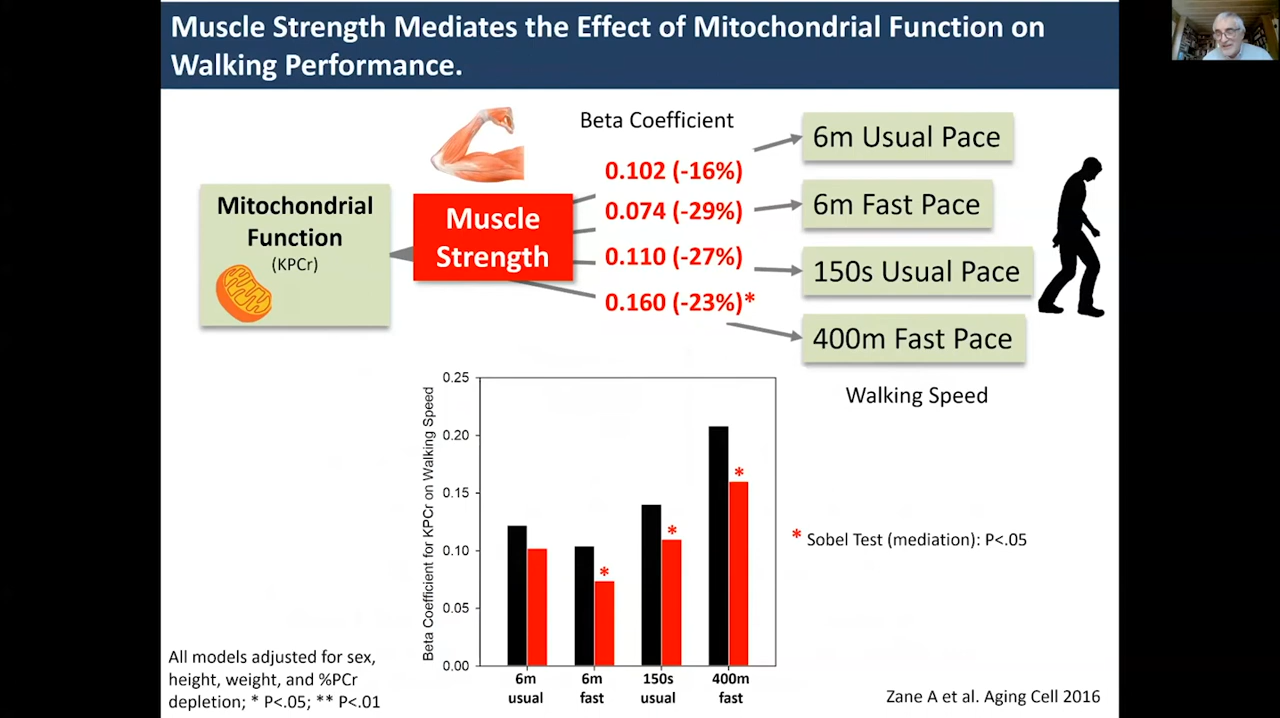 Muscle Strength Mediates the Effect of Mitochondrial Function on
Walking Performance.
Beta Coefficient
Mitochondrial
Function
(KPCr)
Muscle
Strength
0.102 (-16%)
0.074 (-29%)
0.110 (-27%)
0.160 (-23%)*
6m Usual Pace
6m Fast Pace
150s Usual Pace
400m Fast Pace
Walking Speed
Beta Coefficient for KPCr on Walking Speed
0.25
0.20
0.15
0.10
0.05
0.00
*
*
*
6m
usual
6m
fast
150s
usual
400m
fast
* Sobel Test (mediation): P<.05
All models adjusted for sex,
height, weight, and %PCr
depletion; * P<.05; ** P<.01
Zane A et al. Aging Cell 2016